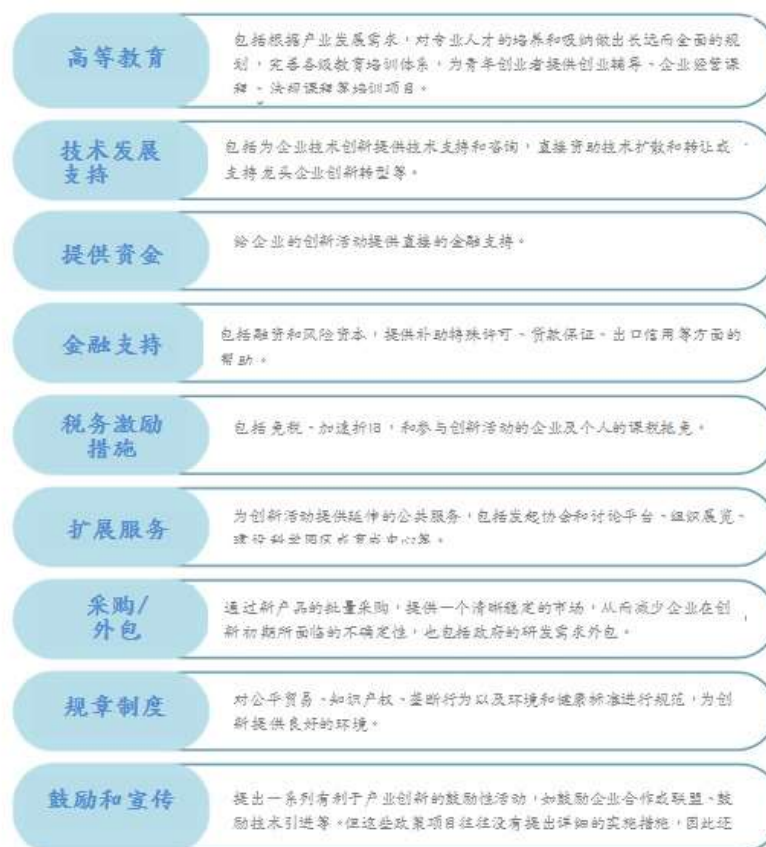 高等教育
包括根据产业发展需求，对专业人才的培养和吸纳做出长远而全面的规
划，完善各级教育培训体系，为青年创业者提供创业辅导、企业经营课
程、法规课程等培训项目。
技术发展
支持
包括为企业技术创新提供技术支持和咨询，直接资助技术扩散和转让或
支持龙头企业创新转型等。
提供资金
给企业的创新活动提供直接的金融支持。
金融支持
包括融资和风险资本，提供补助特殊许可、贷款保证、出口信用等方面的
帮助。
税务激励
措施
包括免税、加速折旧，和参与创新活动的企业及个人的课税抵免。
扩展服务
为创新活动提供延伸的公共服务，包括发起协会和讨论平台、组织展览、
建设科学园区或育成中心等。
采购/
外包
通过新产品的批量采购，提供一个清晰稳定的市场，从而减少企业在创
新初期所面临的不确定性，也包括政府的研发需求外包。
规章制度
对公平贸易、知识产权、垄断行为以及环境和健康标准进行规范，为创
新提供良好的环境。
鼓励和宣传
提出一系列有利于产业创新的鼓励性活动，如鼓励企业合作或联盟、鼓
励技术引进等。但这些政策项目往往没有提出详细的实施措施，因此还